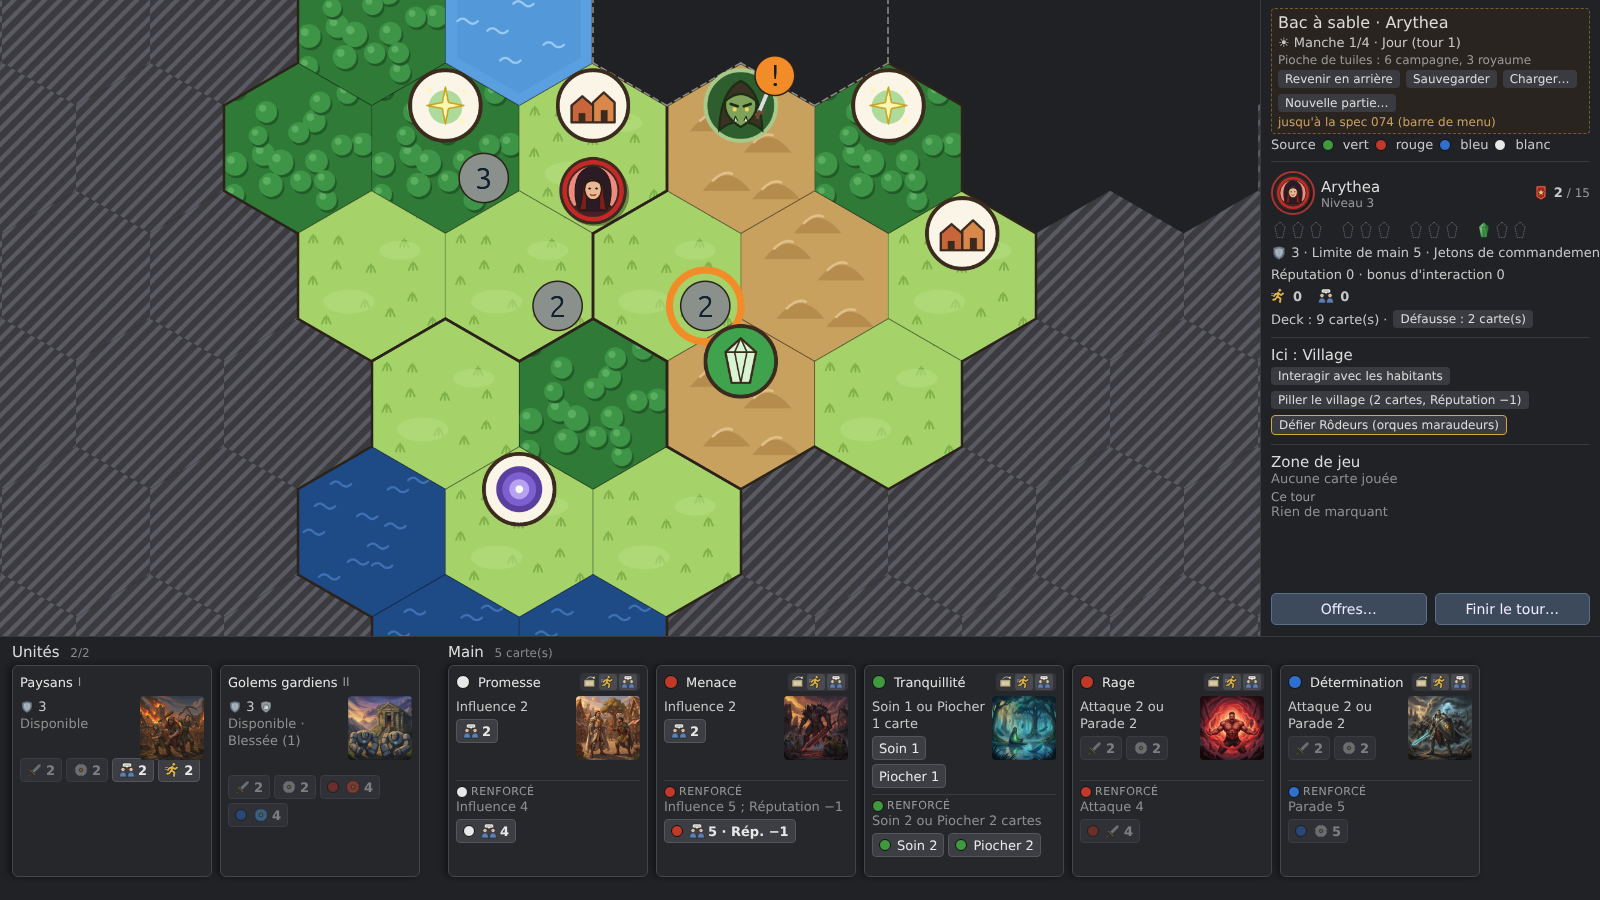 !
3
2
2
Bac à sable · Arythea
☀ Manche 1/4 · Jour (tour 1)
Pioche de tuiles : 6 campagne, 3 royaume
Revenir en arrière
Sauvegarder
Charger…
Nouvelle partie…
jusqu'à la spec 074 (barre de menu)
Source vert rouge bleu blanc
Arythea
2 / 15
Niveau 3
3 · Limite de main 5 · Jetons de commandemen
Réputation 0 · bonus d'interaction 0
0 0
Deck : 9 carte(s) · Défausse : 2 carte(s)
Ici : Village
Interagir avec les habitants
Piller le village (2 cartes, Réputation −1)
Défier Rôdeurs (orques maraudeurs)
Zone de jeu
Aucune carte jouée
Ce tour
Rien de marquant
Offres…
Finir le tour…
Unités 2/2
Paysans I
3
Disponible
2 2 2 2
Golems gardiens II
3
Disponible ·
Blessée (1)
2 2 4
4
Main 5 carte(s)
Promesse
Influence 2
2
RENFORCÉ
Influence 4
4
Menace
Influence 2
2
RENFORCÉ
Influence 5 ; Réputation −1
5 · Rép. −1
Tranquillité
Soin 1 ou Piocher
1 carte
Soin 1
Piocher 1
RENFORCÉ
Soin 2 ou Piocher 2 cartes
Soin 2
Piocher 2
Rage
Attaque 2 ou
Parade 2
2 2
RENFORCÉ
Attaque 4
4
Détermination
Attaque 2 ou
Parade 2
2 2
RENFORCÉ
Parade 5
5